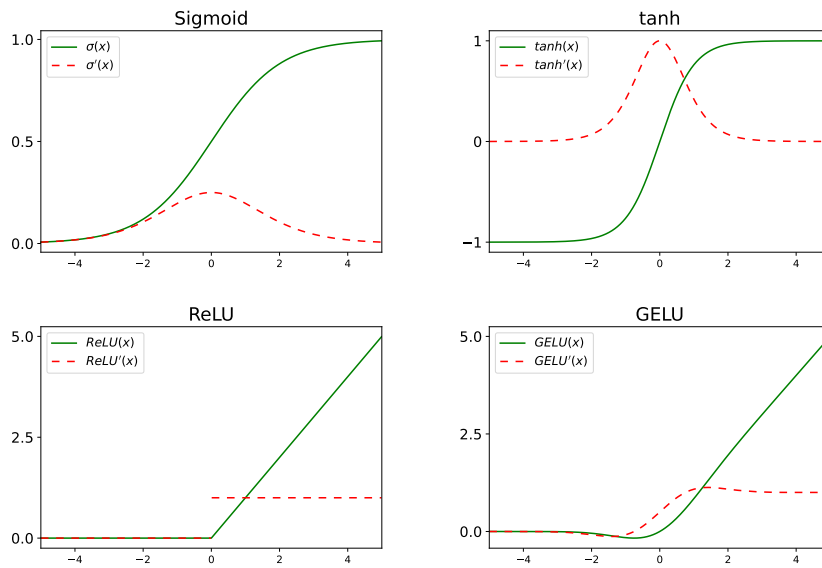 Sigmoid
1.0
σ(x)
σ′(x)
0.5
0.0
−4 −2 0 2 4
tanh
1
tanh(x)
tanh′(x)
0
−1
−4 −2 0 2 4
ReLU
5.0
ReLU(x)
ReLU′(x)
2.5
0.0
−4 −2 0 2 4
GELU
5.0
GELU(x)
GELU′(x)
2.5
0.0
−4 −2 0 2 4